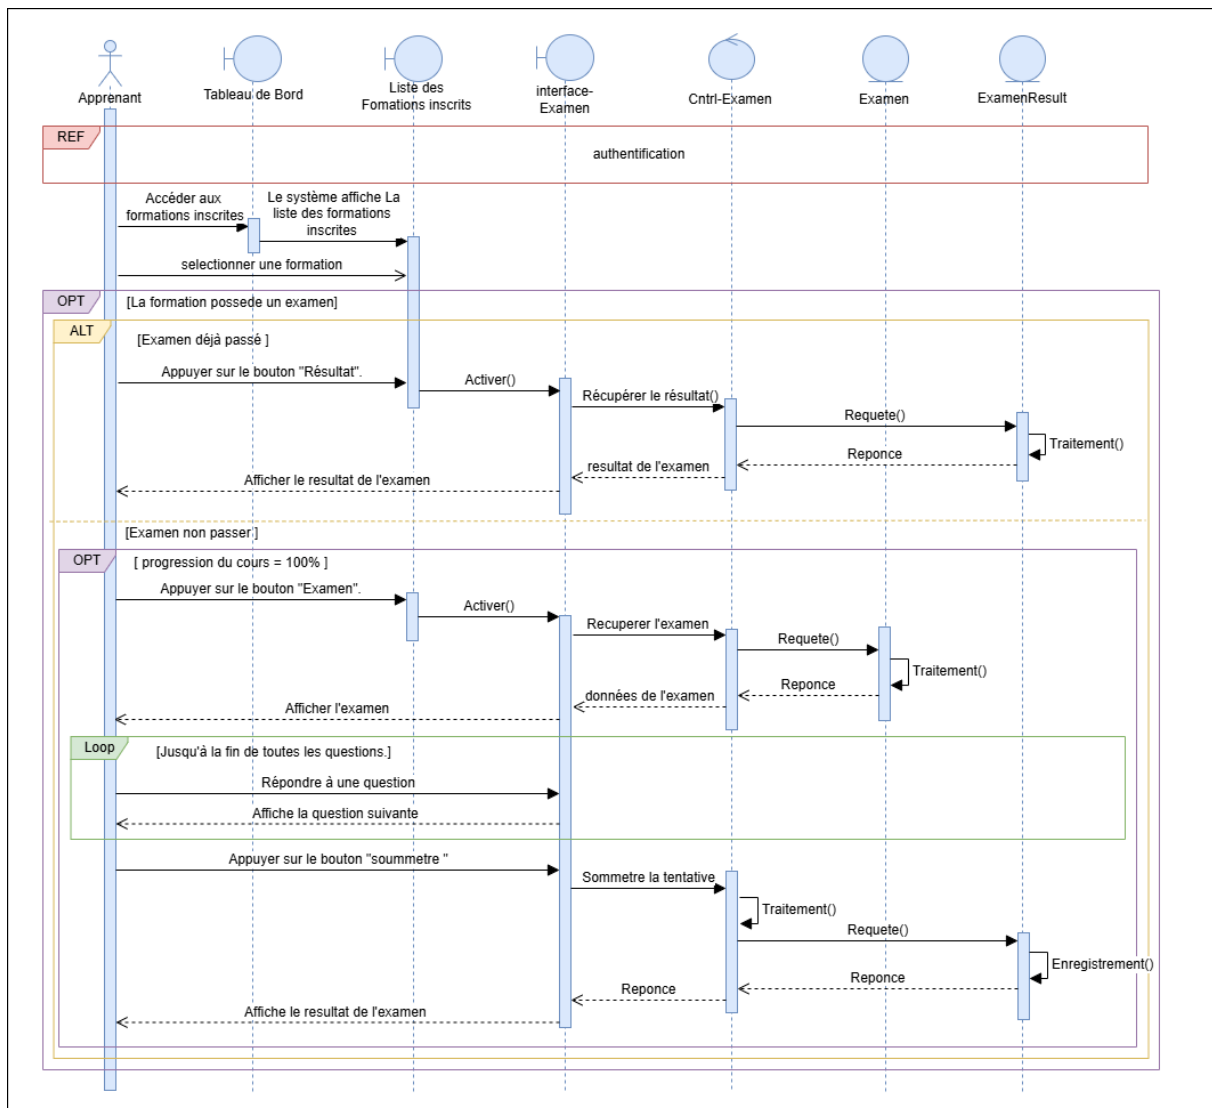 Apprenant
Tableau de Bord
Liste des
Fomations inscrits
interface-
Examen
Cntrl-Examen
Examen
ExamenResult
REF
authentification
Accéder aux
formations inscrites
Le système affiche La
liste des formations
inscrites
selectionner une formation
OPT
[La formation possede un examen]
ALT
[Examen déjà passé ]
Appuyer sur le bouton "Résultat".
Activer()
Récupérer le résultat()
Requete()
Traitement()
Reponce
resultat de l'examen
Afficher le resultat de l'examen
[Examen non passer ]
OPT
[ progression du cours = 100% ]
Appuyer sur le bouton "Examen".
Activer()
Recuperer l'examen
Requete()
Traitement()
Reponce
données de l'examen
Afficher l'examen
Loop
[Jusqu'à la fin de toutes les questions.]
Répondre à une question
Affiche la question suivante
Appuyer sur le bouton "soummetre "
Sommetre la tentative
Traitement()
Requete()
Enregistrement()
Reponce
Reponce
Affiche le resultat de l'examen